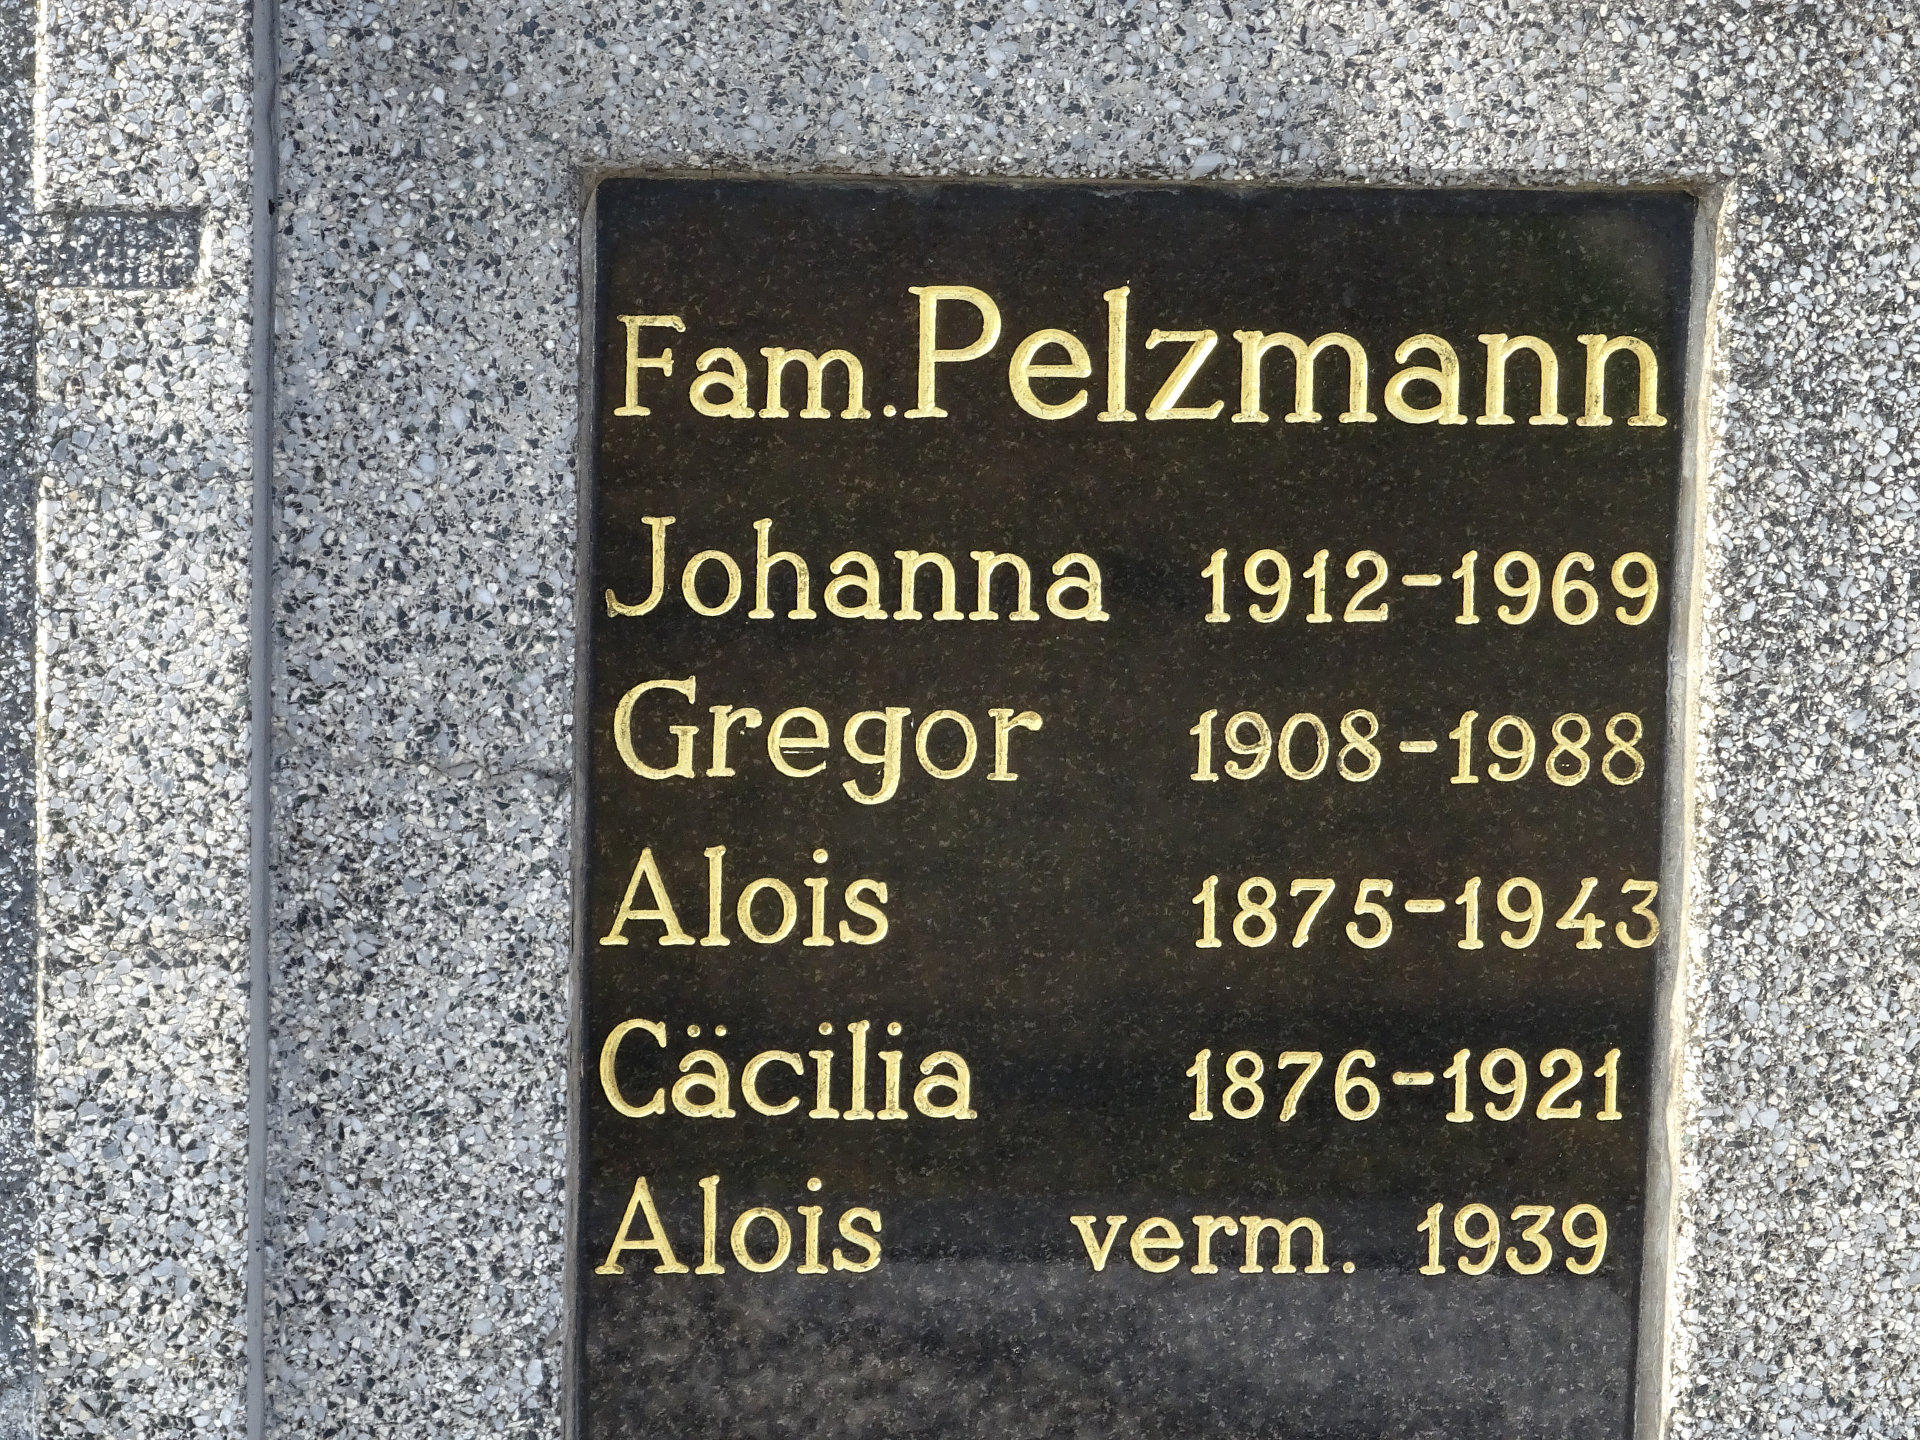 Fam. Pelzmann
Johanna 1912-1969
Gregor 1908-1988
Alois 1875-1943
Cäcilia 1876-1921
Alois verm. 1939